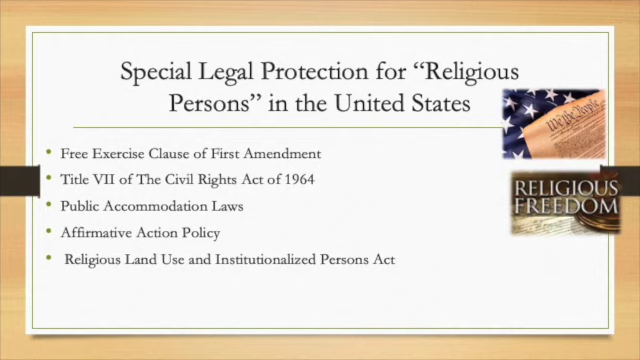 Special Legal Protection for “Religious
Persons” in the United States
• Free Exercise Clause of First Amendment
• Title VII of The Civil Rights Act of 1964
• Public Accommodation Laws
• Affirmative Action Policy
• Religious Land Use and Institutionalized Persons Act
We the People
RELIGIOUS
FREEDOM